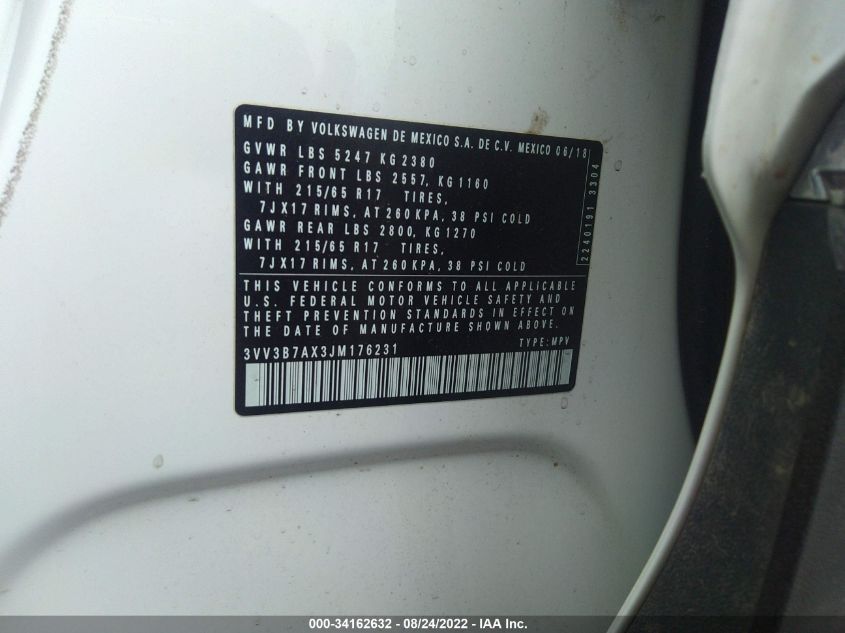 MFD BY VOLKSWAGEN DE MEXICO S.A. DE C.V. MEXICO 06/18
GVWR LBS 5247 KG 2380
GAWR FRONT LBS 2557, KG 1160
WITH 215/65 R17 TIRES,
7JX17 RIMS, AT 260 KPA, 38 PSI COLD
GAWR REAR LBS 2800, KG 1270
WITH 215/65 R17 TIRES,
7JX17 RIMS, AT 260 KPA, 38 PSI COLD
2240191 3304
THIS VEHICLE CONFORMS TO ALL APPLICABLE
U.S. FEDERAL MOTOR VEHICLE SAFETY AND
THEFT PREVENTION STANDARDS IN EFFECT ON
THE DATE OF MANUFACTURE SHOWN ABOVE.
3VV3B7AX3JM176231 TYPE: MPV
000-34162632 - 08/24/2022 - IAA Inc.